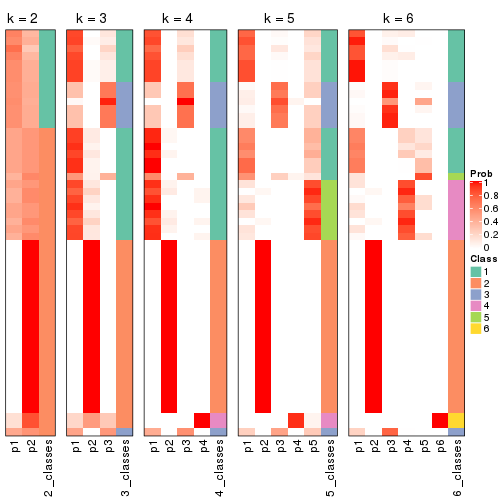 k = 2
k = 3
k = 4
k = 5
k = 6
Prob
1
0.8
0.6
0.4
0.2
0
Class
1
2
3
4
5
6
p1
p2
2_classes
p1
p2
p3
3_classes
p1
p2
p3
p4
4_classes
p1
p2
p3
p4
p5
5_classes
p1
p2
p3
p4
p5
p6
6_classes